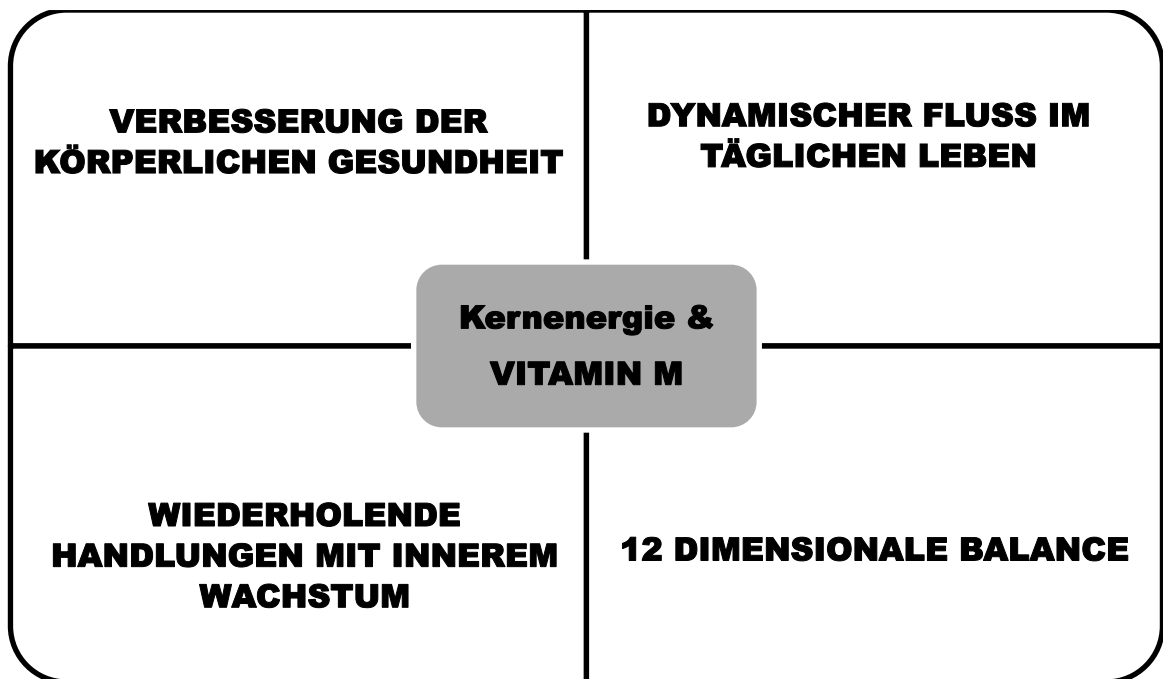 VERBESSERUNG DER
KÖRPERLICHEN GESUNDHEIT
DYNAMISCHER FLUSS IM
TÄGLICHEN LEBEN
Kernenergie &
VITAMIN M
WIEDERHOLENDE
HANDLUNGEN MIT INNEREM
WACHSTUM
12 DIMENSIONALE BALANCE